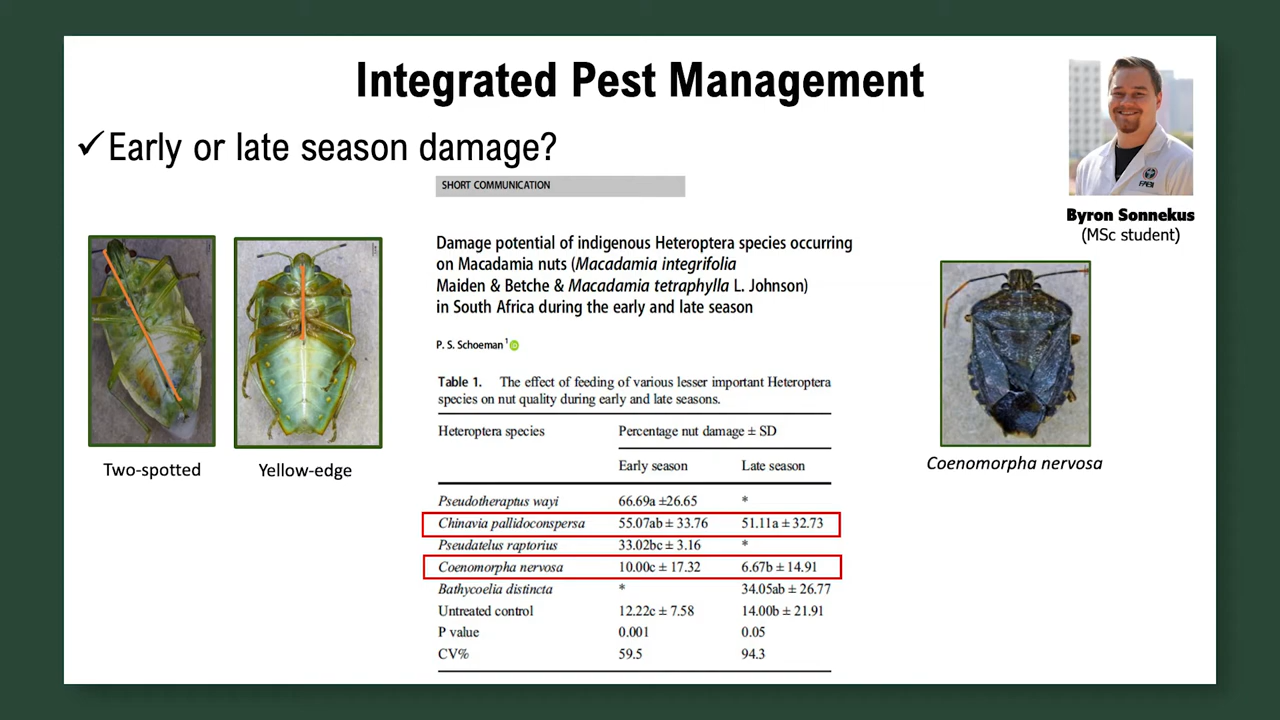 Integrated Pest Management
✓Early or late season damage?
FABI
Byron Sonnekus
(MSc student)
SHORT COMMUNICATION
Damage potential of indigenous Heteroptera species occurring
on Macadamia nuts (Macadamia integrifolia
Maiden & Betche & Macadamia tetraphylla L. Johnson)
in South Africa during the early and late season
P. S. Schoeman 1 iD
Two-spotted
Yellow-edge
Coenomorpha nervosa
Table 1. The effect of feeding of various lesser important Heteroptera
species on nut quality during early and late seasons.
Heteroptera species Percentage nut damage ± SD
Early season Late season
Pseudotheraptus wayi 66.69a ±26.65 *
Chinavia pallidoconspersa 55.07ab ± 33.76 51.11a ± 32.73
Pseudatelus raptorius 33.02bc ± 3.16 *
Coenomorpha nervosa 10.00c ± 17.32 6.67b ± 14.91
Bathycoelia distincta * 34.05ab ± 26.77
Untreated control 12.22c ± 7.58 14.00b ± 21.91
P value 0.001 0.05
CV% 59.5 94.3